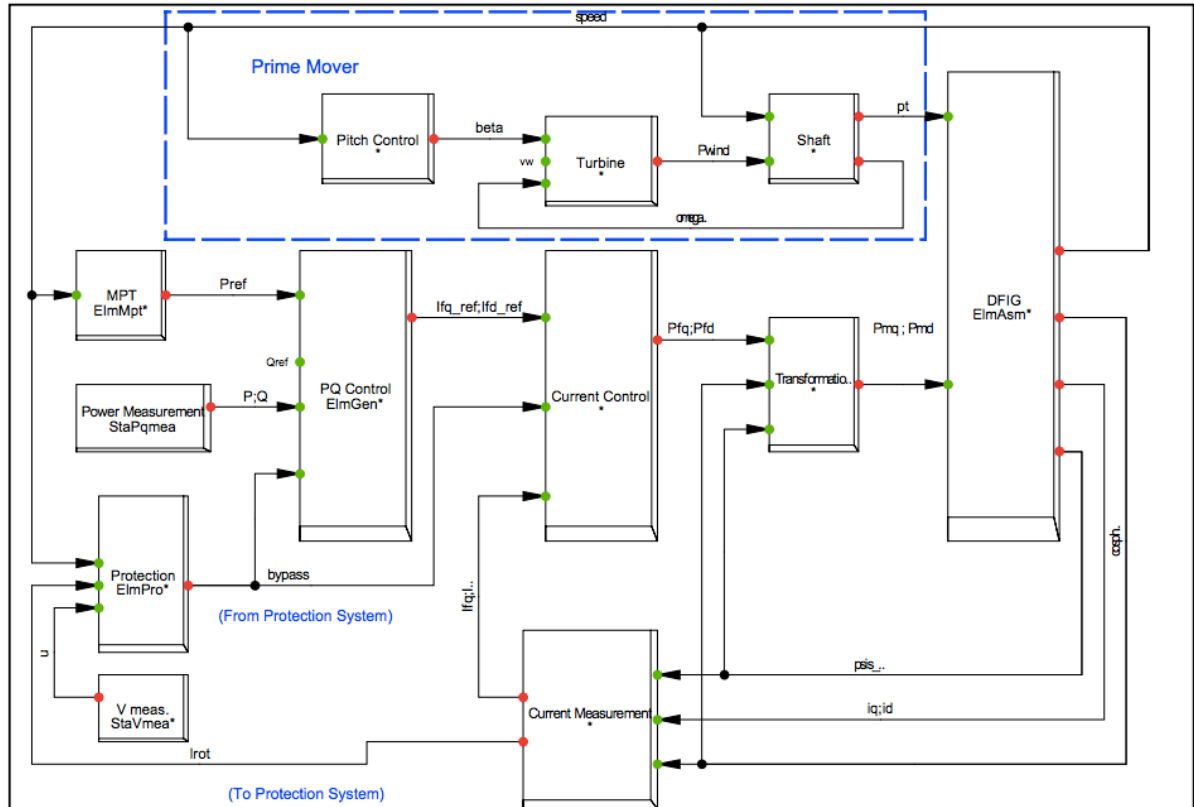 speed
Prime Mover
Pitch Control
*
beta
vw
Turbine
*
Pwind
Shaft
*
pt
omega..
MPT
ElmMpt*
Pref
Qref
PQ Control
ElmGen*
Ifq_ref;Ifd_ref
Power Measurement
StaPqmea
P;Q
Current Control
*
Pfq;Pfd
Transformatio..
*
Pmq ; Pmd
DFIG
ElmAsm*
Protection
ElmPro*
bypass
(From Protection System)
u
V meas.
StaVmea*
Irot
(To Protection System)
Ifq;I..
Current Measurement
*
psis_..
iq;id
cosph..